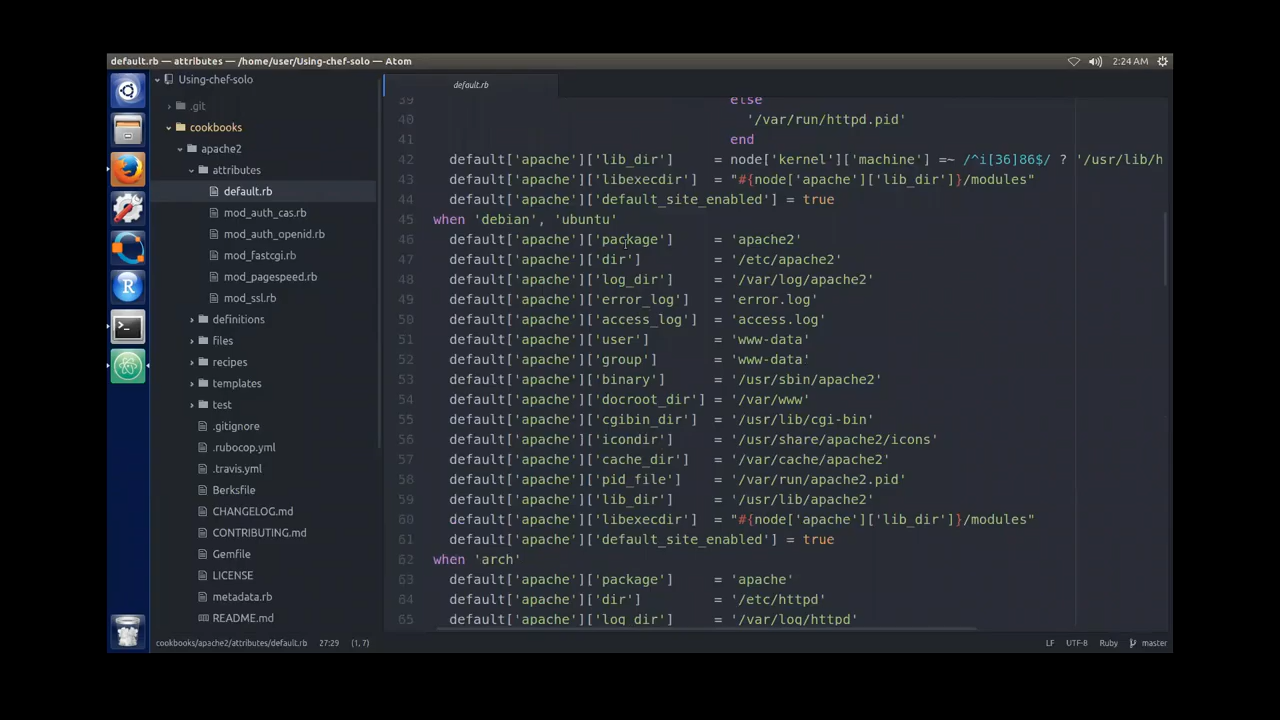 default.rb — attributes — /home/user/Using-chef-solo — Atom
2:24 AM
Using-chef-solo
.git
cookbooks
apache2
attributes
default.rb
mod_auth_cas.rb
mod_auth_openid.rb
mod_fastcgi.rb
mod_pagespeed.rb
mod_ssl.rb
definitions
files
recipes
templates
test
.gitignore
.rubocop.yml
.travis.yml
Berksfile
CHANGELOG.md
CONTRIBUTING.md
Gemfile
LICENSE
metadata.rb
README.md
default.rb
39 else
40 '/var/run/httpd.pid'
41 end
42 default['apache']['lib_dir'] = node['kernel']['machine'] =~ /^i[36]86$/ ? '/usr/lib/h
43 default['apache']['libexecdir'] = "#{node['apache']['lib_dir']}/modules"
44 default['apache']['default_site_enabled'] = true
45 when 'debian', 'ubuntu'
46 default['apache']['package'] = 'apache2'
47 default['apache']['dir'] = '/etc/apache2'
48 default['apache']['log_dir'] = '/var/log/apache2'
49 default['apache']['error_log'] = 'error.log'
50 default['apache']['access_log'] = 'access.log'
51 default['apache']['user'] = 'www-data'
52 default['apache']['group'] = 'www-data'
53 default['apache']['binary'] = '/usr/sbin/apache2'
54 default['apache']['docroot_dir'] = '/var/www'
55 default['apache']['cgibin_dir'] = '/usr/lib/cgi-bin'
56 default['apache']['icondir'] = '/usr/share/apache2/icons'
57 default['apache']['cache_dir'] = '/var/cache/apache2'
58 default['apache']['pid_file'] = '/var/run/apache2.pid'
59 default['apache']['lib_dir'] = '/usr/lib/apache2'
60 default['apache']['libexecdir'] = "#{node['apache']['lib_dir']}/modules"
61 default['apache']['default_site_enabled'] = true
62 when 'arch'
63 default['apache']['package'] = 'apache'
64 default['apache']['dir'] = '/etc/httpd'
65 default['apache']['log_dir'] = '/var/log/httpd'
cookbooks/apache2/attributes/default.rb 27:29 (1, 7)
LF UTF-8 Ruby master